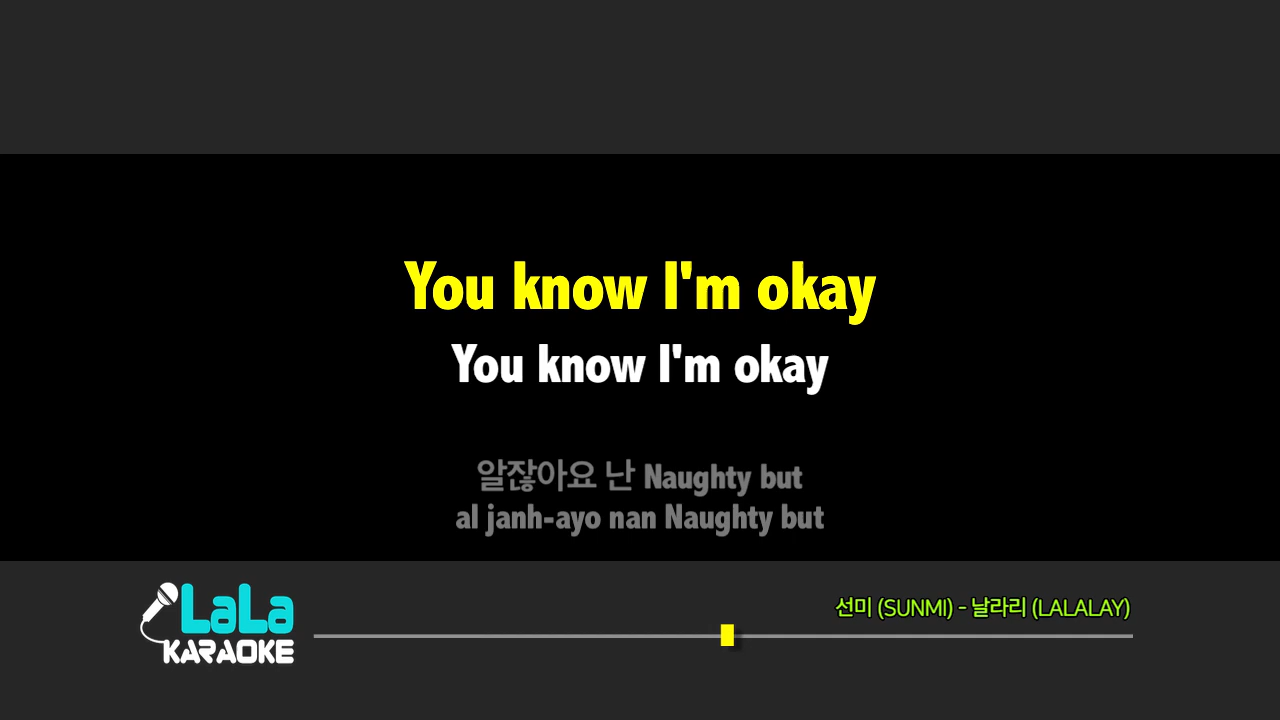 You know I'm okay
You know I'm okay
알잖아요 난 Naughty but
al janh-ayo nan Naughty but
LaLa
KARAOKE
선미 (SUNMI) - 날라리 (LALALAY)